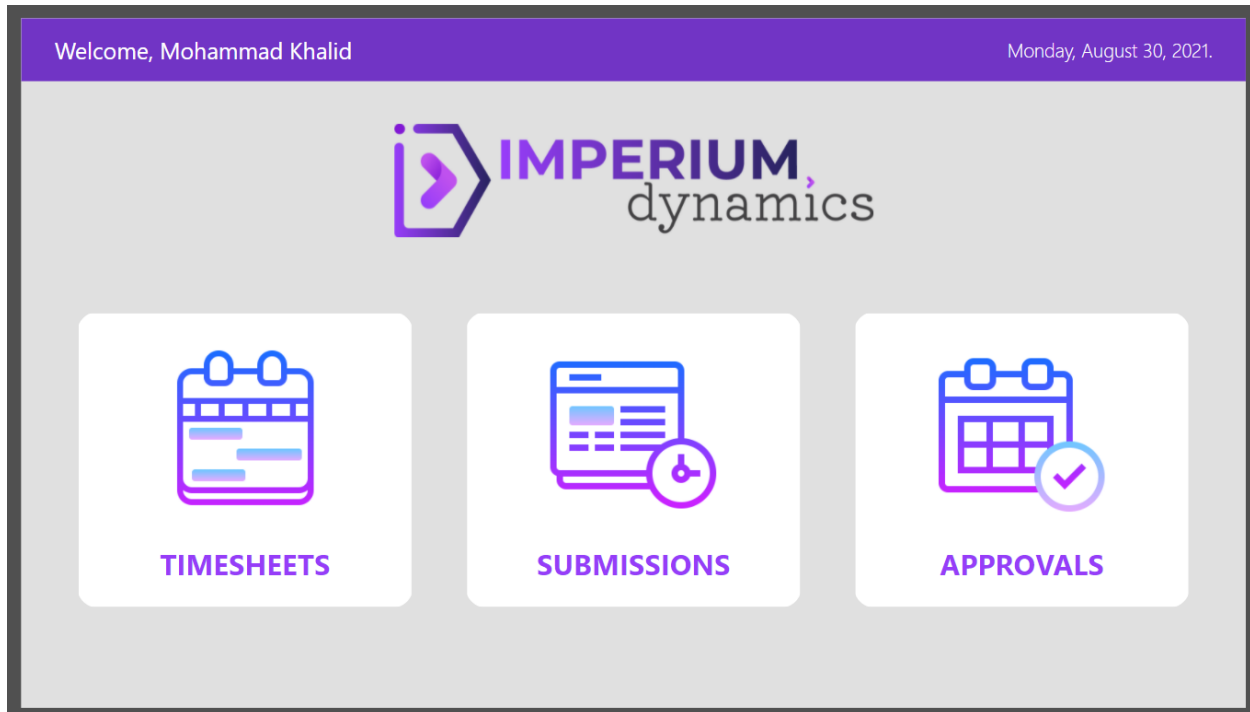 Welcome, Mohammad Khalid
Monday, August 30, 2021.
IMPERIUM
dynamics
TIMESHEETS
SUBMISSIONS
APPROVALS